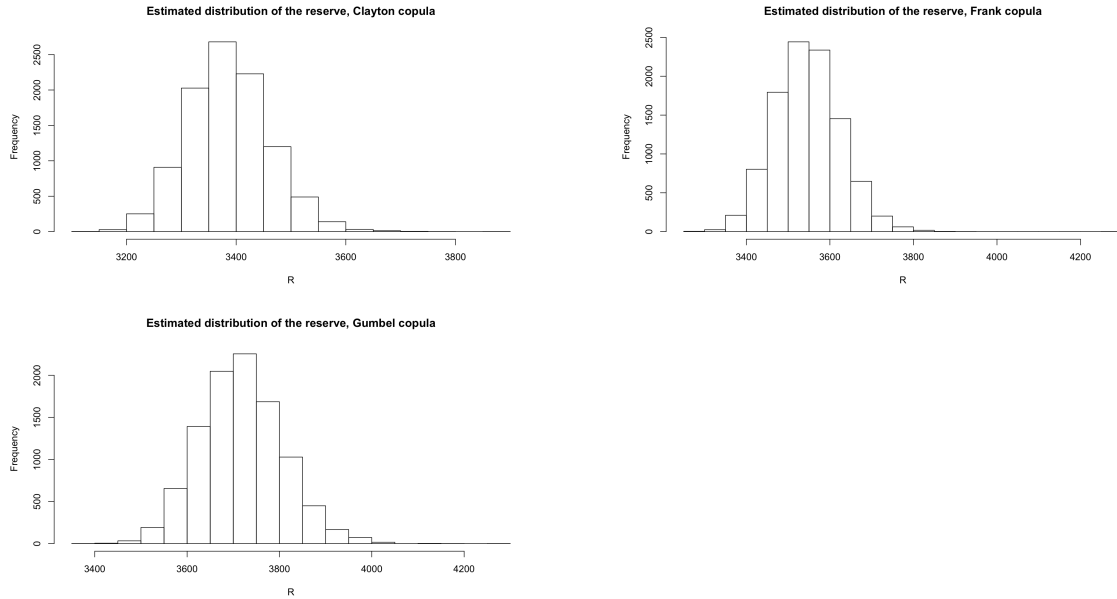 Estimated distribution of the reserve, Clayton copula
Frequency
2500
2000
1500
1000
500
0
3200 3400 3600 3800
R
Estimated distribution of the reserve, Frank copula
Frequency
2500
2000
1500
1000
500
0
3400 3600 3800 4000 4200
R
Estimated distribution of the reserve, Gumbel copula
Frequency
2000
1500
1000
500
0
3400 3600 3800 4000 4200
R